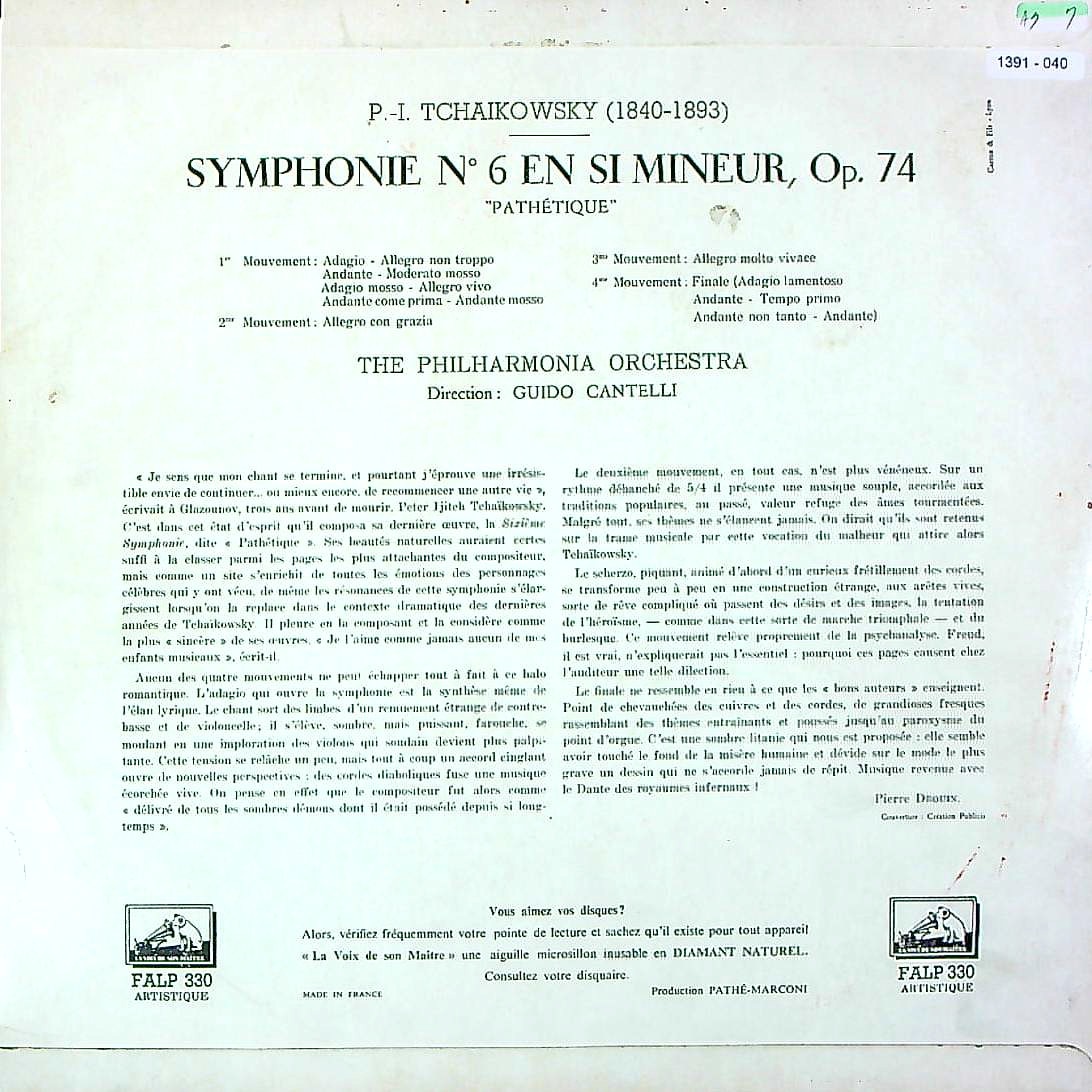 A7 7
1391 - 040
P.-I. TCHAIKOWSKY (1840-1893)
SYMPHONIE N° 6 EN SI MINEUR, Op. 74
"PATHÉTIQUE"
1er Mouvement : Adagio - Allegro non troppo
Andante - Moderato mosso
Adagio mosso - Allegro vivo
Andante come prima - Andante mosso
2me Mouvement : Allegro con grazia
3me Mouvement : Allegro molto vivace
4me Mouvement : Finale (Adagio lamentoso
Andante - Tempo primo
Andante non tanto - Andante)
THE PHILHARMONIA ORCHESTRA
Direction : GUIDO CANTELLI
« Je sens que mon chant se termine, et pourtant j'éprouve une irrésis-
tible envie de continuer... ou mieux encore, de recommencer une autre vie »,
écrivait à Glazounov, trois ans avant de mourir, Peter Ijitch Tchaïkowsky.
C'est dans cet état d'esprit qu'il composa sa dernière œuvre, la Sixième
Symphonie, dite « Pathétique ». Ses beautés naturelles auraient certes
suffi à la classer parmi les pages les plus attachantes du compositeur,
mais comme un site s'enrichit de toutes les émotions des personnages
célèbres qui y ont vécu, de même les résonances de cette symphonie s'élar-
gissent lorsqu'on la replace dans le contexte dramatique des dernières
années de Tchaïkowsky. Il pleure en la composant et la considère comme
la plus « sincère » de ses œuvres. « Je l'aime comme jamais aucun de mes
enfants musicaux », écrit-il.
Aucun des quatre mouvements ne peut échapper tout à fait à ce halo
romantique. L'adagio qui ouvre la symphonie est la synthèse même de
l'élan lyrique. Le chant sort des limbes d'un remuement étrange de contre-
basse et de violoncelle; il s'élève, sombre, mais puissant, farouche, se
moulant en une imploration des violons qui soudain devient plus palpi-
tante. Cette tension se relâche un peu, mais tout à coup un accord cinglant
ouvre de nouvelles perspectives : des cordes diaboliques fuse une musique
écorchée vive. On pense en effet que le compositeur fut alors comme
« délivré de tous les sombres démons dont il était possédé depuis si long-
temps ».
Le deuxième mouvement, en tout cas, n'est plus vénéneux. Sur un
rythme déhanché de 5/4 il présente une musique souple, accordée aux
traditions populaires, au passé, valeur refuge des âmes tourmentées.
Malgré tout, ses thèmes ne s'élancent jamais. On dirait qu'ils sont retenus
sur la trame musicale par cette vocation du malheur qui attire alors
Tchaïkowsky.
Le scherzo, piquant, animé d'abord d'un curieux frétillement des cordes,
se transforme peu à peu en une construction étrange, aux arêtes vives,
sorte de rêve compliqué où passent des désirs et des images, la tentation
de l'héroïsme, — comme dans cette sorte de marche triomphale — et du
burlesque. Ce mouvement relève proprement de la psychanalyse. Freud,
il est vrai, n'expliquerait pas l'essentiel : pourquoi ces pages causent chez
l'auditeur une telle dilection.
Le finale ne ressemble en rien à ce que les « bons auteurs » enseignent.
Point de chevauchées des cuivres et des cordes, de grandioses fresques
rassemblant des thèmes entraînants et poussés jusqu'au paroxysme du
point d'orgue. C'est une sombre litanie qui nous est proposée : elle semble
avoir touché le fond de la misère humaine et dévide sur le mode le plus
grave un dessin qui ne s'accorde jamais de répit. Musique revenue avec
le Dante des royaumes infernaux !
Pierre DROUIN.
Couverture : Création Publicis
Vous aimez vos disques ?
Alors, vérifiez fréquemment votre pointe de lecture et sachez qu'il existe pour tout appareil
« La Voix de son Maître » une aiguille microsillon inusable en DIAMANT NATUREL.
Consultez votre disquaire.
MADE IN FRANCE
Production PATHÉ-MARCONI
LA VOIX DE SON MAITRE
FALP 330
ARTISTIQUE
LA VOIX DE SON MAITRE
FALP 330
ARTISTIQUE